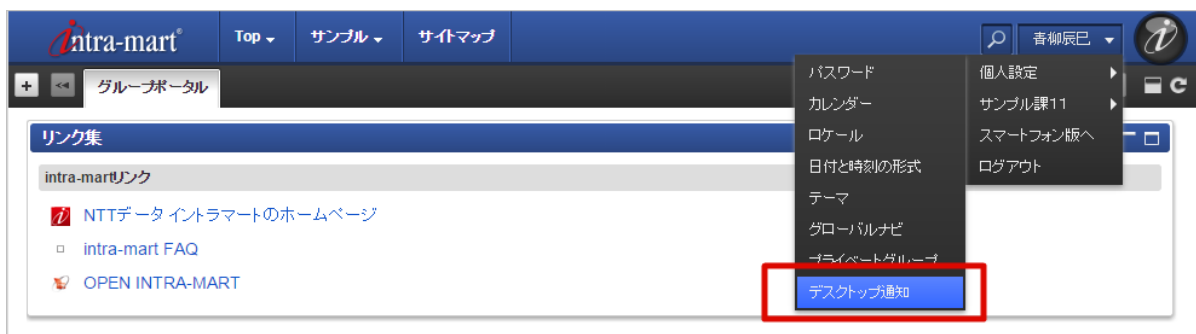 intra-mart® Top サンプル サイトマップ 青柳辰巳
グループポータル
リンク集
intra-martリンク
NTTデータ イントラマートのホームページ
intra-mart FAQ
OPEN INTRA-MART
パスワード
カレンダー
ロケール
日付と時刻の形式
テーマ
グローバルナビ
プライベートグループ
デスクトップ通知
個人設定
サンプル課11
スマートフォン版へ
ログアウト